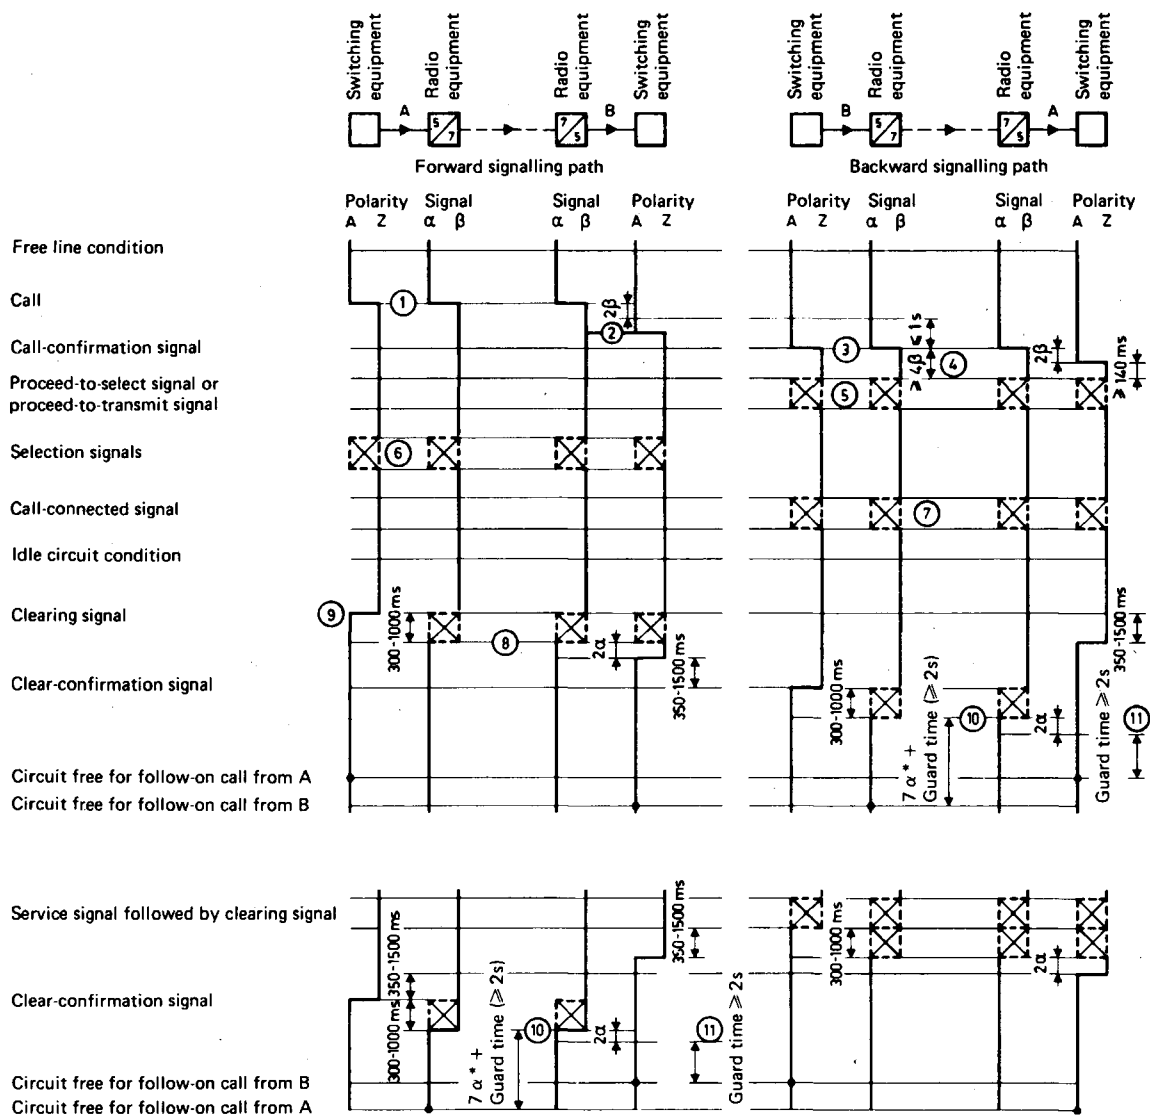 Switching
equipment
Radio
equipment
Radio
equipment
Switching
equipment
Switching
equipment
Radio
equipment
Radio
equipment
Switching
equipment
A
5/7
7/5
B
B
5/7
7/5
A
Forward signalling path
Backward signalling path
Polarity
Signal
Signal
Polarity
Polarity
Signal
Signal
Polarity
A Z
α β
α β
A Z
A Z
α β
α β
A Z
Free line condition
Call
1
2β
2
⩽ 1 s
Call-confirmation signal
3
⩾ 4β
4
2β
⩾ 140 ms
Proceed-to-select signal or
proceed-to-transmit signal
5
Selection signals
6
Call-connected signal
7
Idle circuit condition
Clearing signal
9
300-1000 ms
8
2α
350-1500 ms
350-1500 ms
Clear-confirmation signal
300-1000 ms
7 α* +
Guard time (⩾ 2s)
10
2α
Guard time ⩾ 2s
11
Circuit free for follow-on call from A
Circuit free for follow-on call from B
Service signal followed by clearing signal
350-1500 ms
350-1500 ms
300-1000 ms
2α
Clear-confirmation signal
300-1000 ms
7 α* +
Guard time (⩾ 2s)
10
2α
11
Guard time ⩾ 2s
Circuit free for follow-on call from B
Circuit free for follow-on call from A